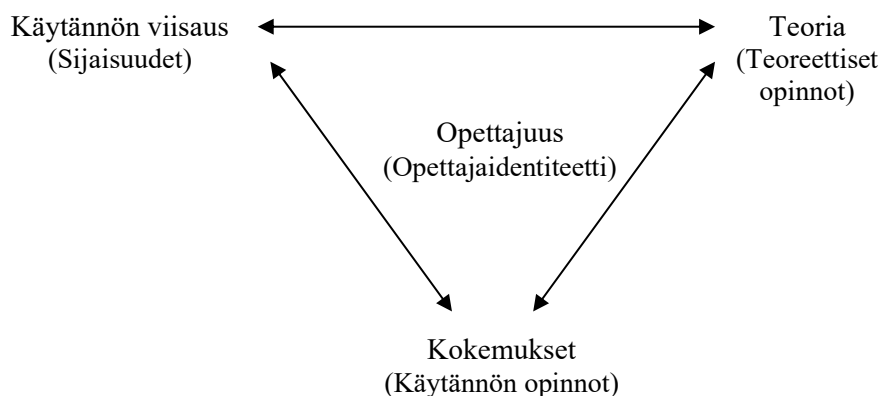 Käytännön viisaus
(Sijaisuudet)
Teoria
(Teoreettiset
opinnot)
Opettajuus
(Opettajaidentiteetti)
Kokemukset
(Käytännön opinnot)